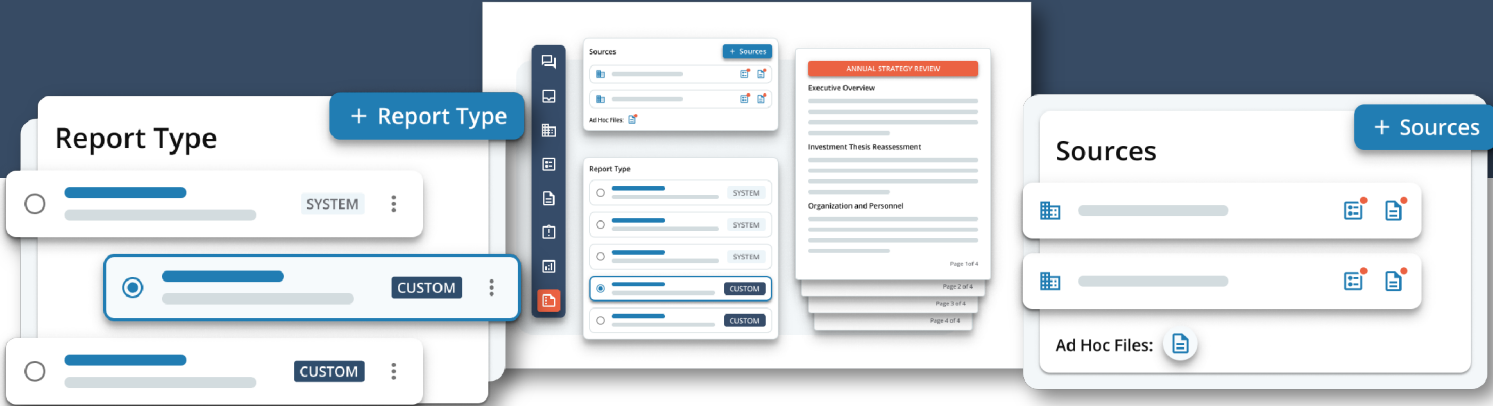 Report Type
+ Report Type
SYSTEM
CUSTOM
CUSTOM
Sources
+ Sources
Ad Hoc Files:
Report Type
SYSTEM
SYSTEM
SYSTEM
CUSTOM
CUSTOM
ANNUAL STRATEGY REVIEW
Executive Overview
Investment Thesis Reassessment
Organization and Personnel
Page 1of 4
Page 2 of 4
Page 3 of 4
Page 4 of 4
Sources
+ Sources
Ad Hoc Files: